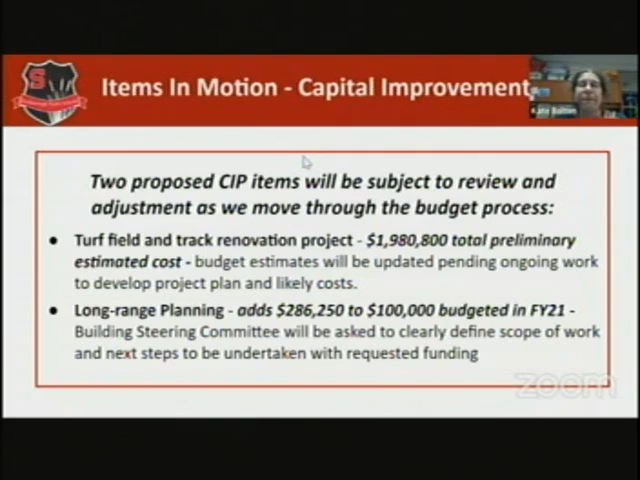 S
Items In Motion - Capital Improvement
Two proposed CIP items will be subject to review and
adjustment as we move through the budget process:
• Turf field and track renovation project - $1,980,800 total preliminary
estimated cost - budget estimates will be updated pending ongoing work
to develop project plan and likely costs.
• Long-range Planning - adds $286,250 to $100,000 budgeted in FY21 -
Building Steering Committee will be asked to clearly define scope of work
and next steps to be undertaken with requested funding
zoom